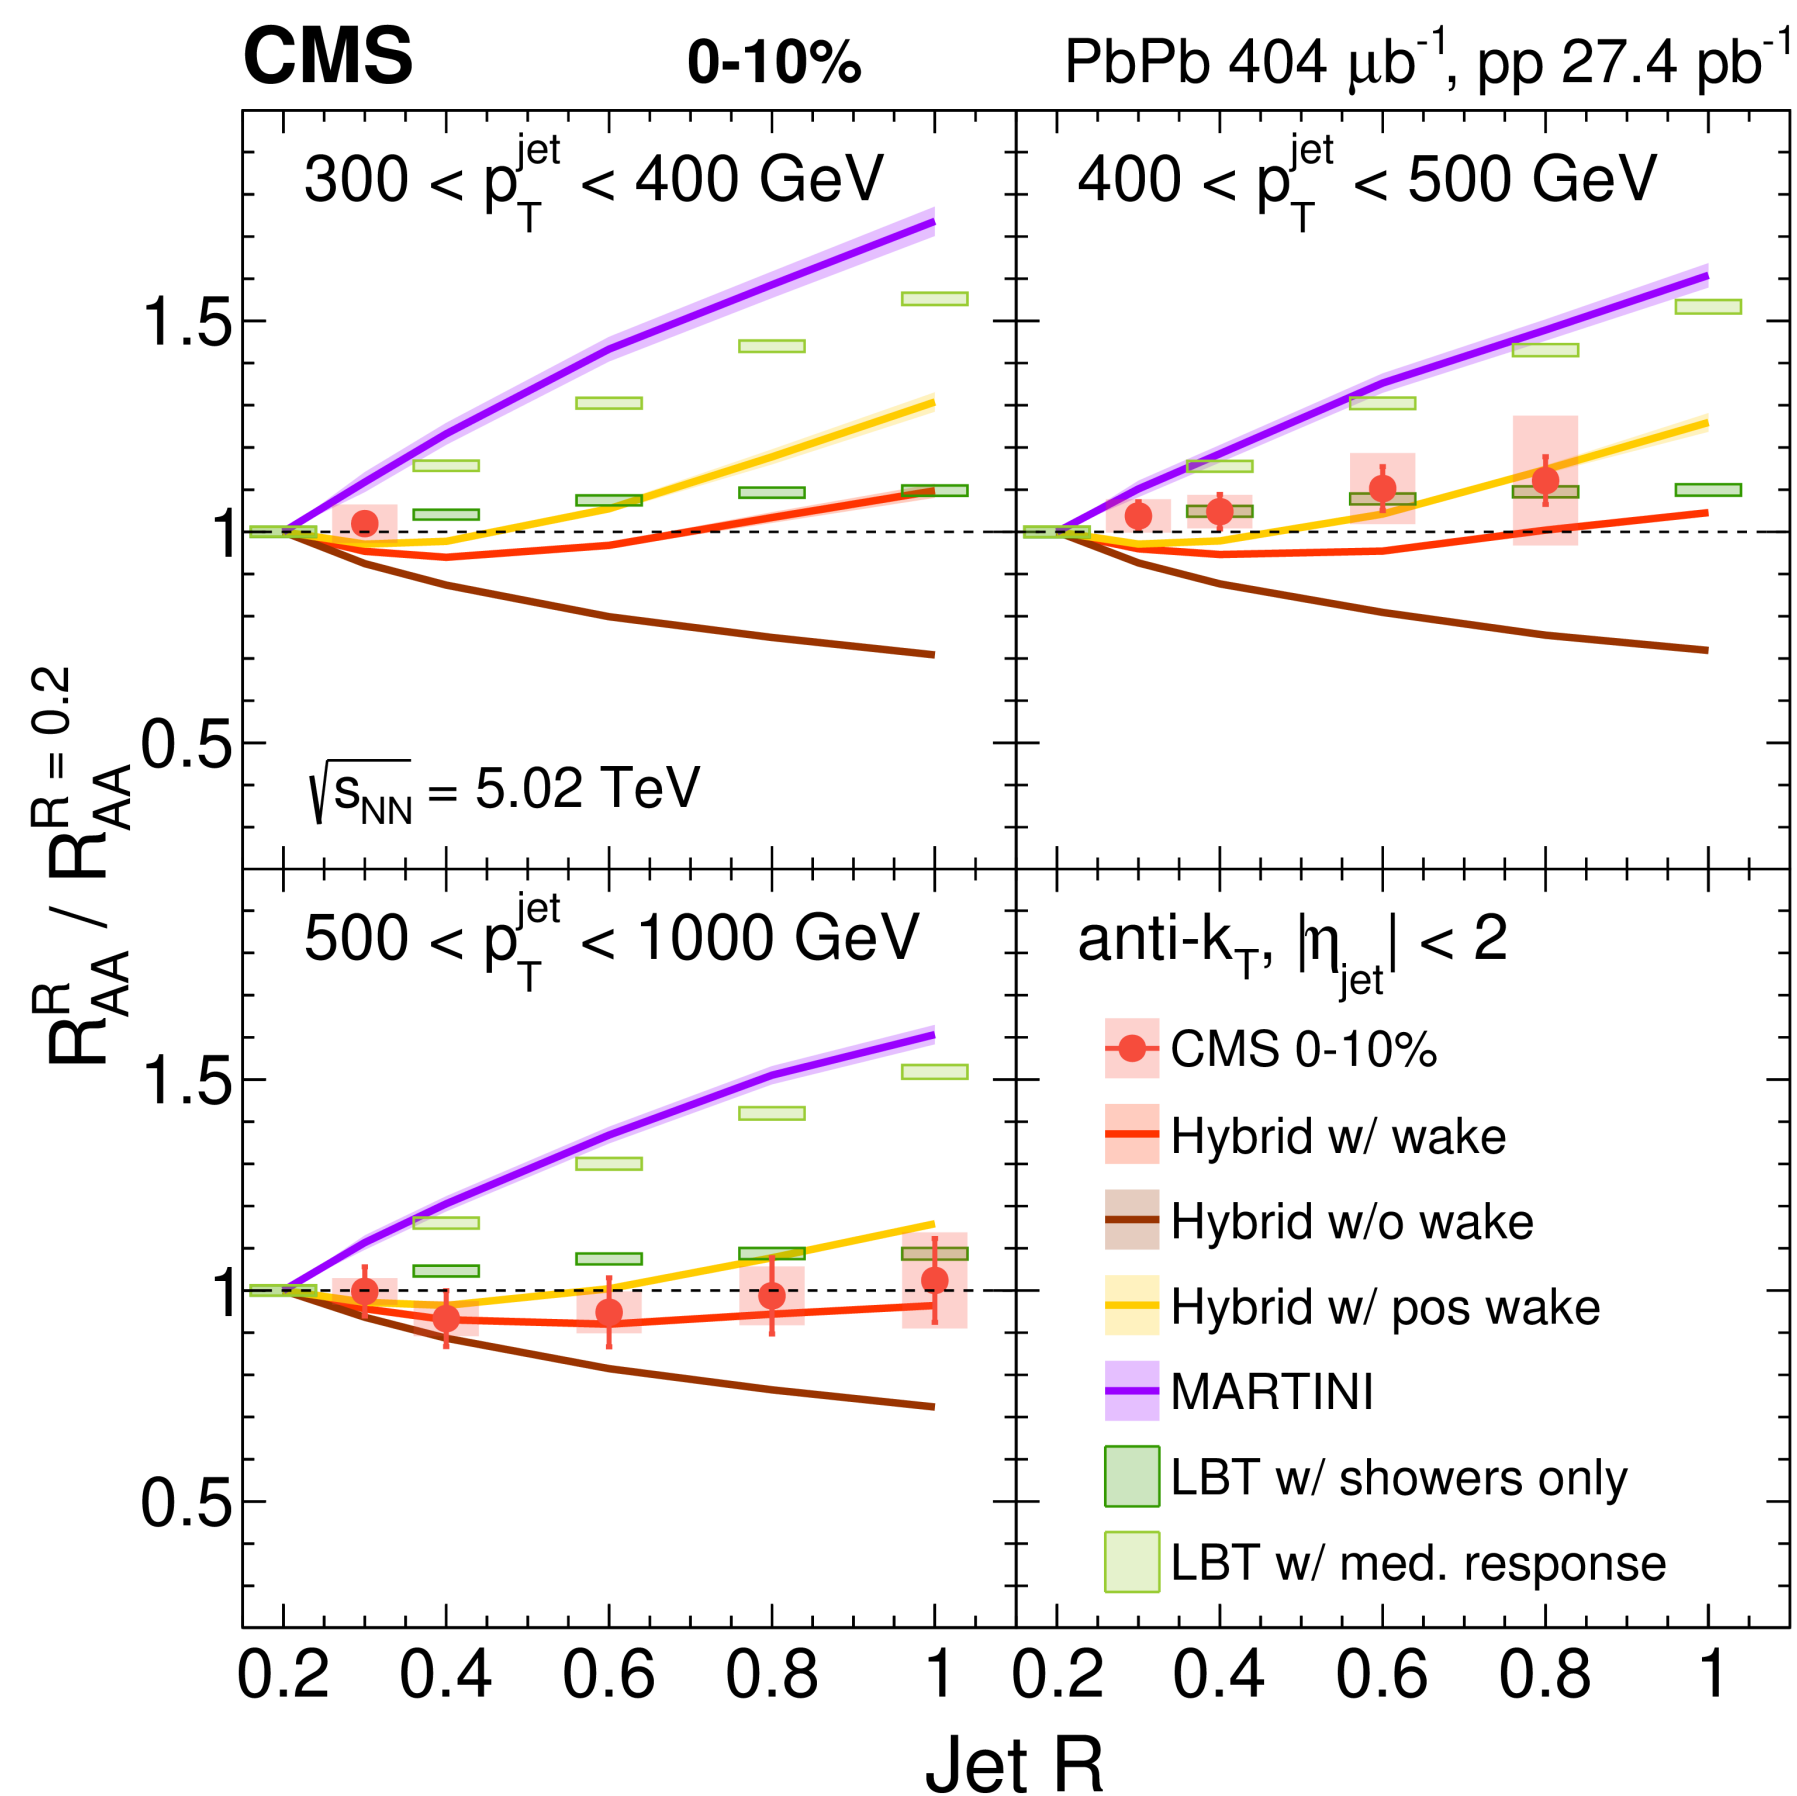 CMS 0-10% PbPb 404 μb⁻¹, pp 27.4 pb⁻¹
300 < p_T^jet < 400 GeV
400 < p_T^jet < 500 GeV
1.5
1
0.5
√s_NN = 5.02 TeV
R_AA^R / R_AA^R = 0.2
500 < p_T^jet < 1000 GeV
1.5
1
0.5
anti-k_T, |η_jet| < 2
CMS 0-10%
Hybrid w/ wake
Hybrid w/o wake
Hybrid w/ pos wake
MARTINI
LBT w/ showers only
LBT w/ med. response
0.2 0.4 0.6 0.8 1 0.2 0.4 0.6 0.8 1
Jet R